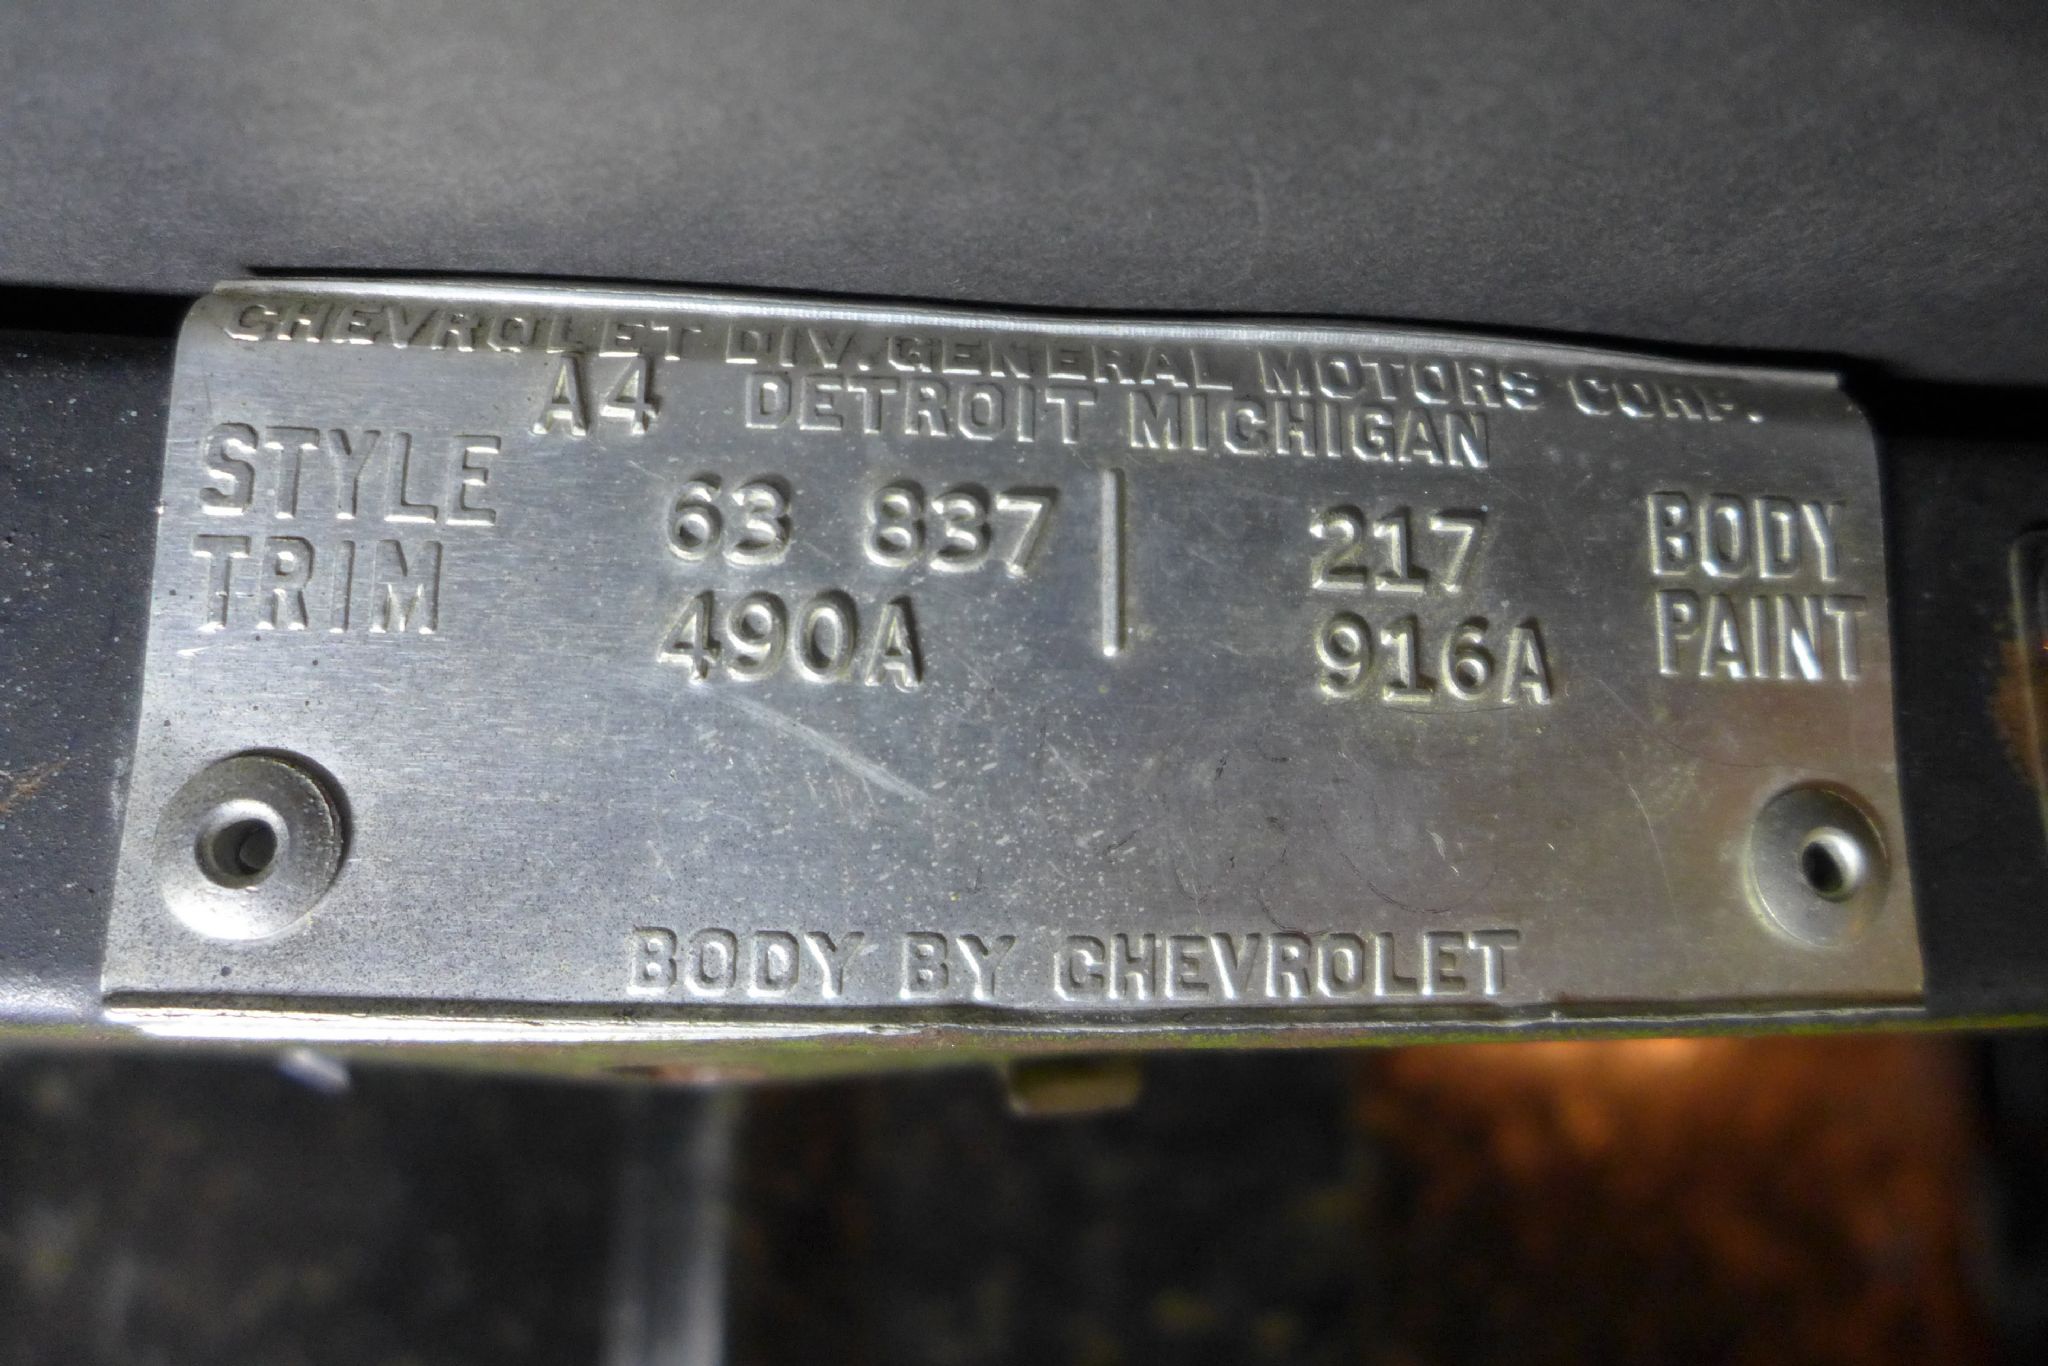 CHEVROLET DIV. GENERAL MOTORS CORP.
A4 DETROIT MICHIGAN
STYLE 63 837 217 BODY
TRIM 490A 916A PAINT
BODY BY CHEVROLET